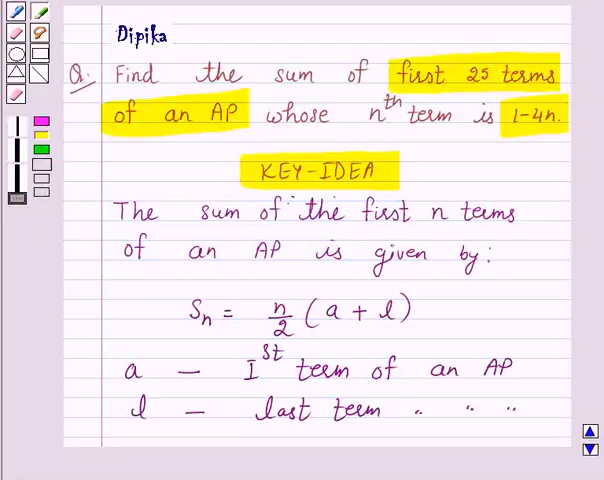 Dipika
Q. Find the sum of first 25 terms
of an AP whose nth term is 1-4n.
KEY-IDEA
The sum of the first n terms
of an AP is given by:
Sn = n/2 (a + l)
a — Ist term of an AP
l — last term " " "